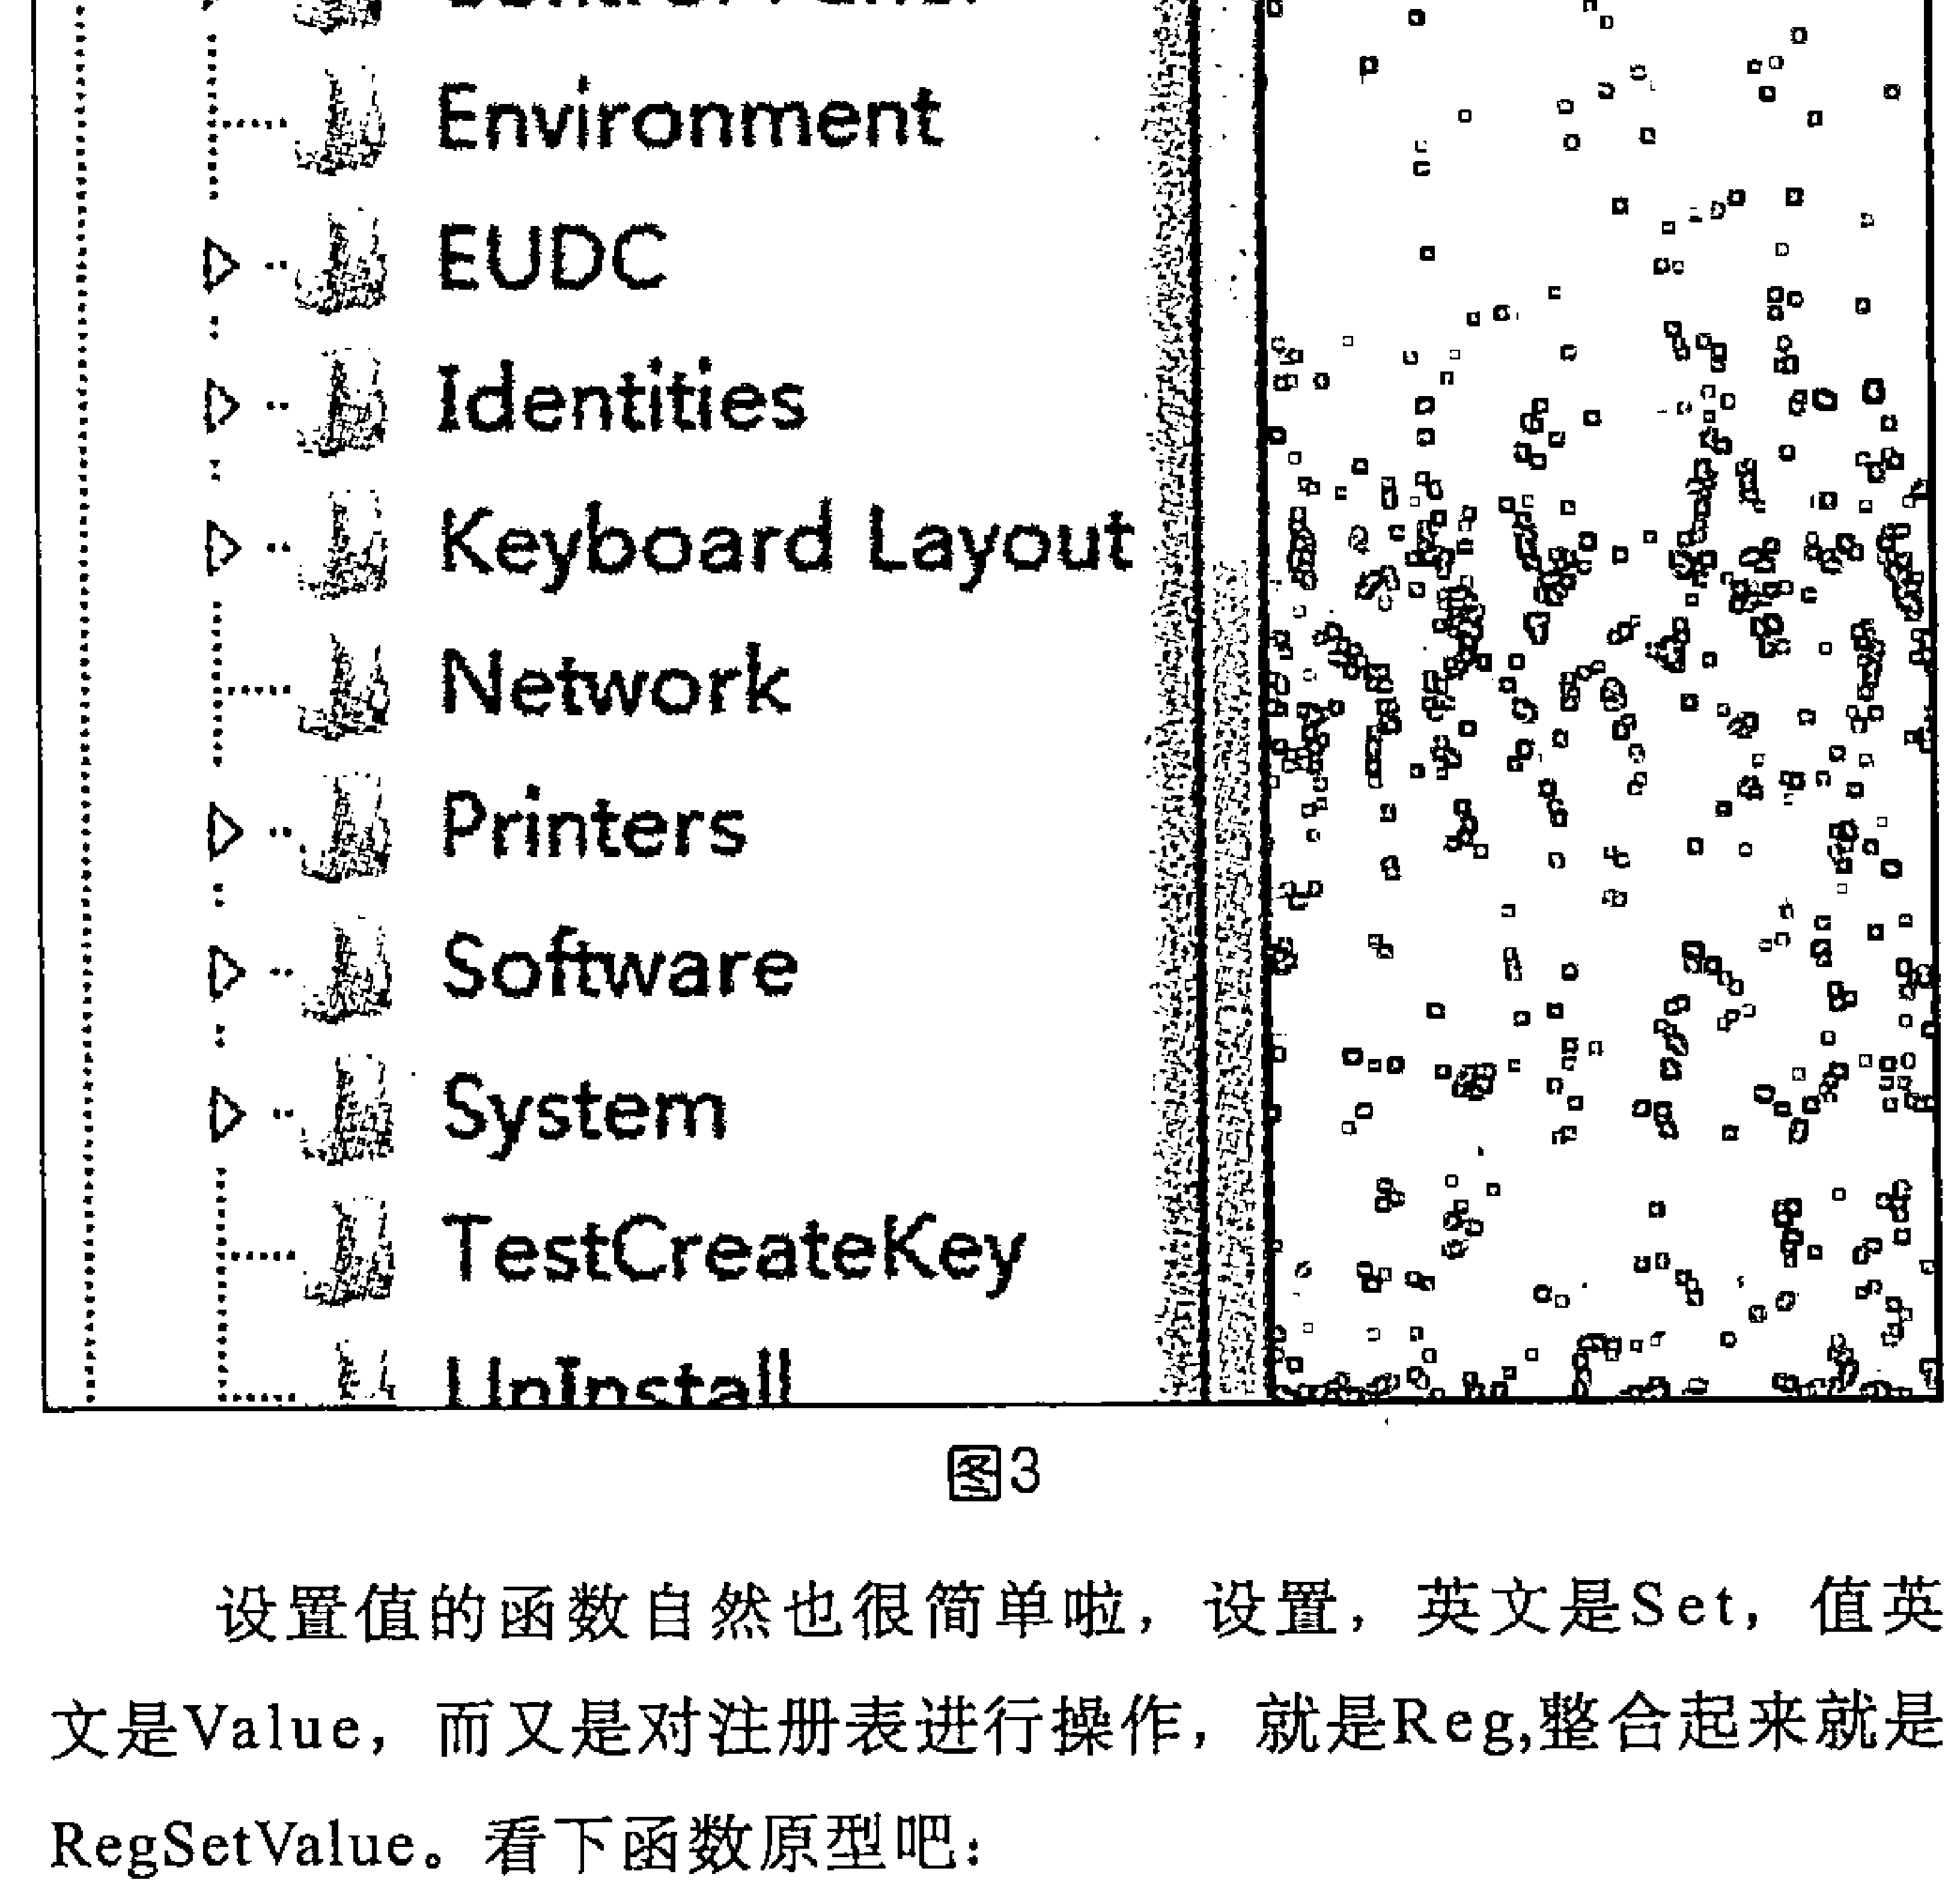 Environment
EUDC
Identities
Keyboard Layout
Network
Printers
Software
System
TestCreateKey
UnInstall
图3
设置值的函数自然也很简单啦，设置，英文是Set，值英
文是Value，而又是对注册表进行操作，就是Reg,整合起来就是
RegSetValue。看下函数原型吧：